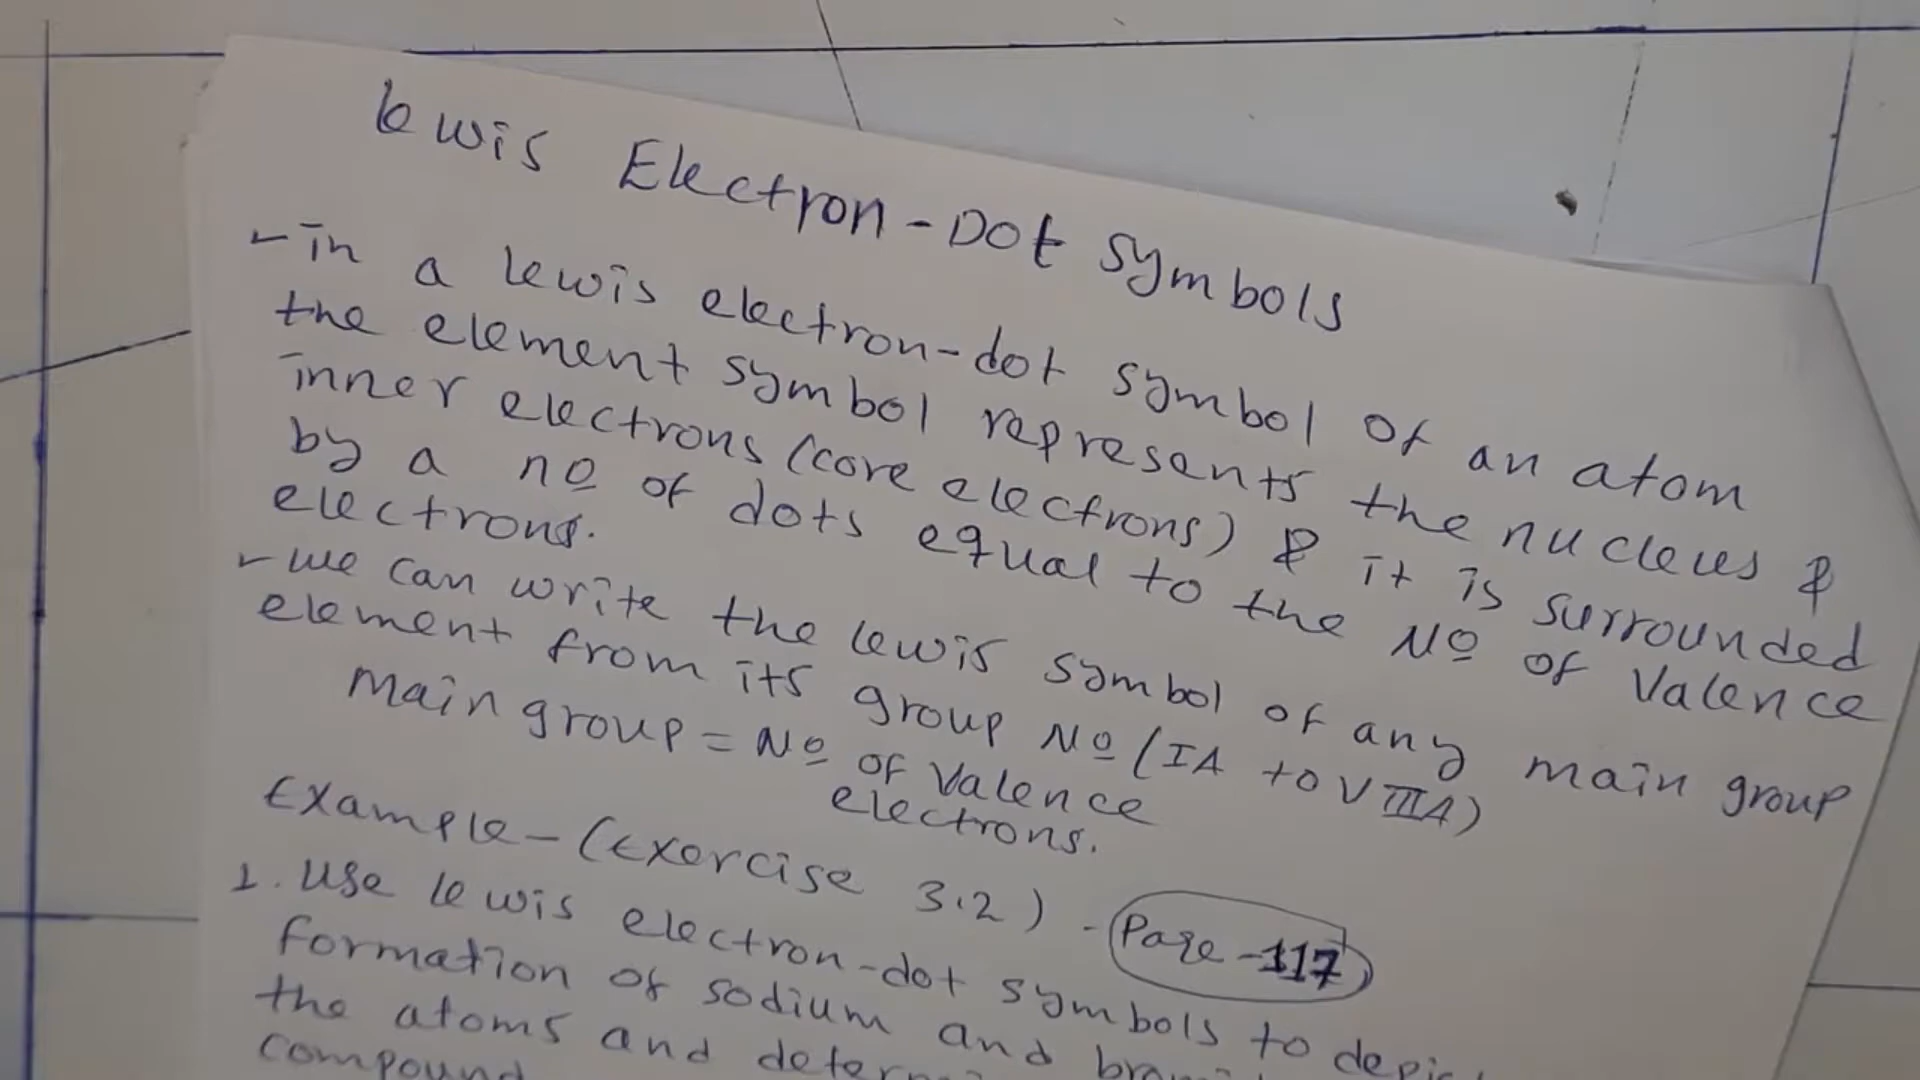 Lewis Electron-Dot Symbols
- in a lewis electron-dot symbol of an atom
the element symbol represents the nucleus &
inner electrons (core electrons) & it is surrounded
by a no of dots equal to the No of Valence
electrons.
- we can write the lewis symbol of any main group
element from its group No (IA to VIIIA)
main group = No of Valence
electrons.
Example - (Exercise 3.2) - Page -117
1. Use lewis electron-dot symbols to
formation of sodium and
the atoms and
compound